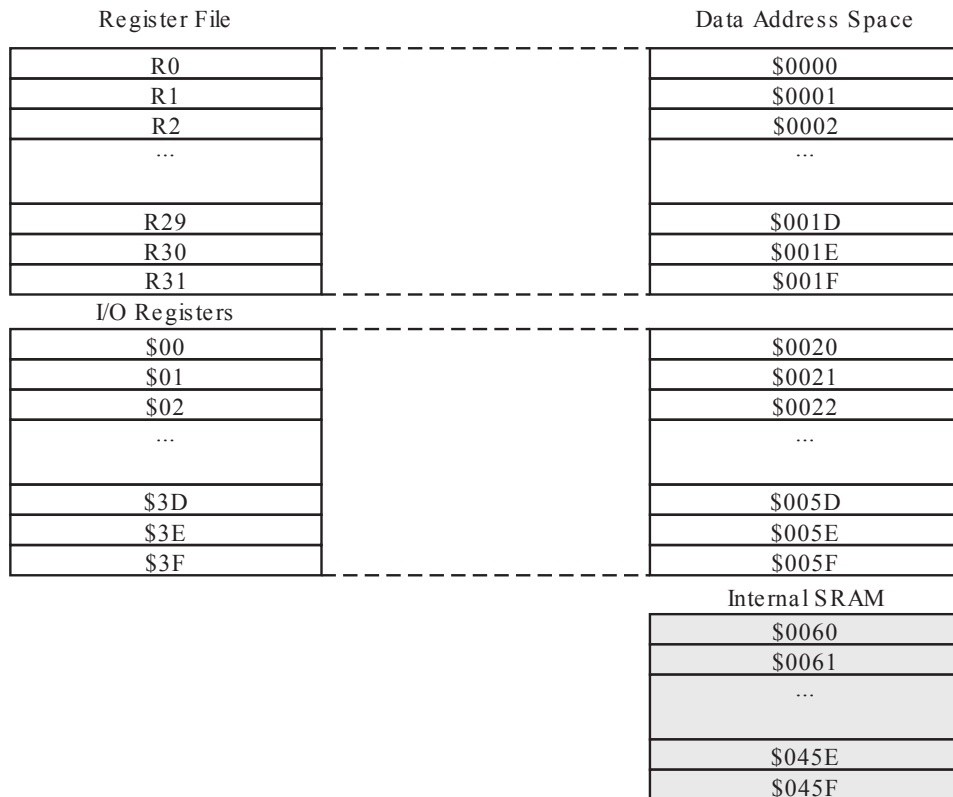 Register File
Data Address Space
R0
$0000
R1
$0001
R2
$0002
...
...
R29
$001D
R30
$001E
R31
$001F
I/O Registers
$00
$0020
$01
$0021
$02
$0022
...
...
$3D
$005D
$3E
$005E
$3F
$005F
Internal SRAM
$0060
$0061
...
$045E
$045F